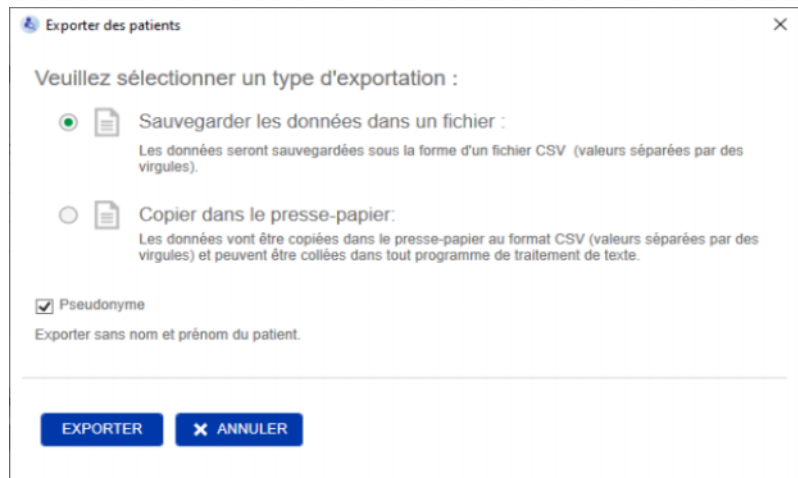 Exporter des patients
Veuillez sélectionner un type d'exportation :
Sauvegarder les données dans un fichier :
Les données seront sauvegardées sous la forme d'un fichier CSV (valeurs séparées par des
virgules).
Copier dans le presse-papier:
Les données vont être copiées dans le presse-papier au format CSV (valeurs séparées par des
virgules) et peuvent être collées dans tout programme de traitement de texte.
Pseudonyme
Exporter sans nom et prénom du patient.
EXPORTER ANNULER